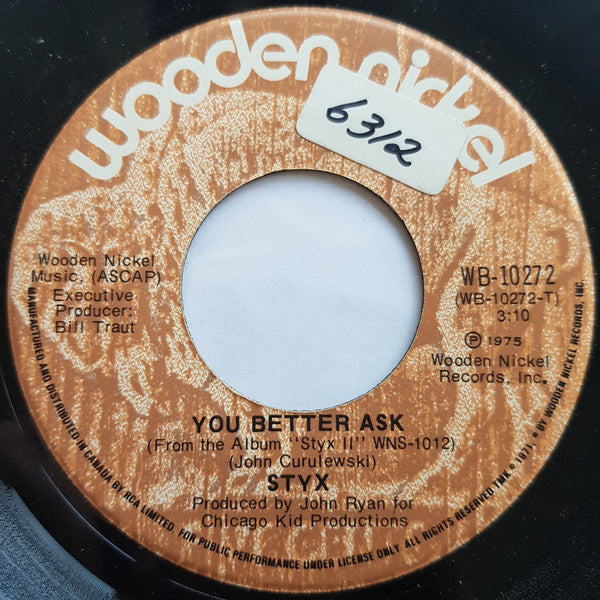 wooden nickel
6312
Wooden Nickel
Music, (ASCAP)
Executive
Producer:
Bill Traut
WB-10272
(WB-10272-T)
3:10
Ⓟ 1975
Wooden Nickel
Records, Inc.
YOU BETTER ASK
(From the Album "Styx II" WNS-1012)
(John Curulewski)
STYX
Produced by John Ryan for
Chicago Kid Productions
MANUFACTURED AND DISTRIBUTED IN CANADA BY RCA LIMITED. FOR PUBLIC PERFORMANCE UNDER LICENSE ONLY. ALL RIGHTS RESERVED TMK ® 1971, BY WOODEN NICKEL RECORDS, INC